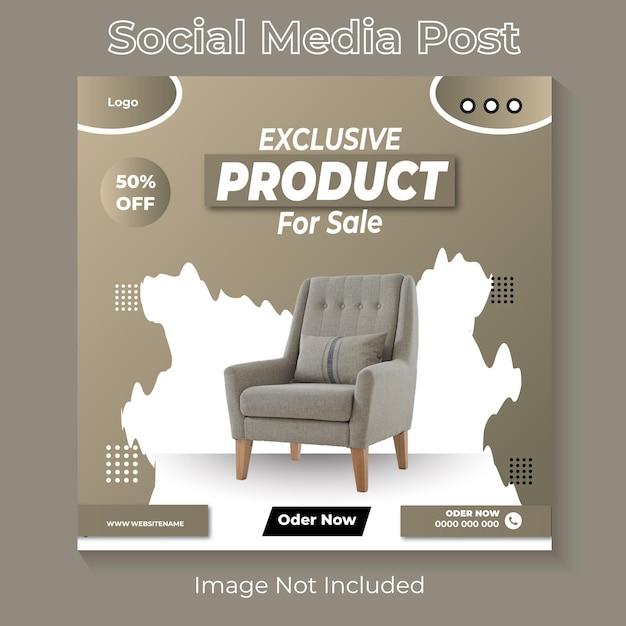 Social Media Post
Logo
EXCLUSIVE
50%
OFF
PRODUCT
For Sale
WWW.WEBSITENAME
Oder Now
ODER NOW
0000 000 000
Image Not Included